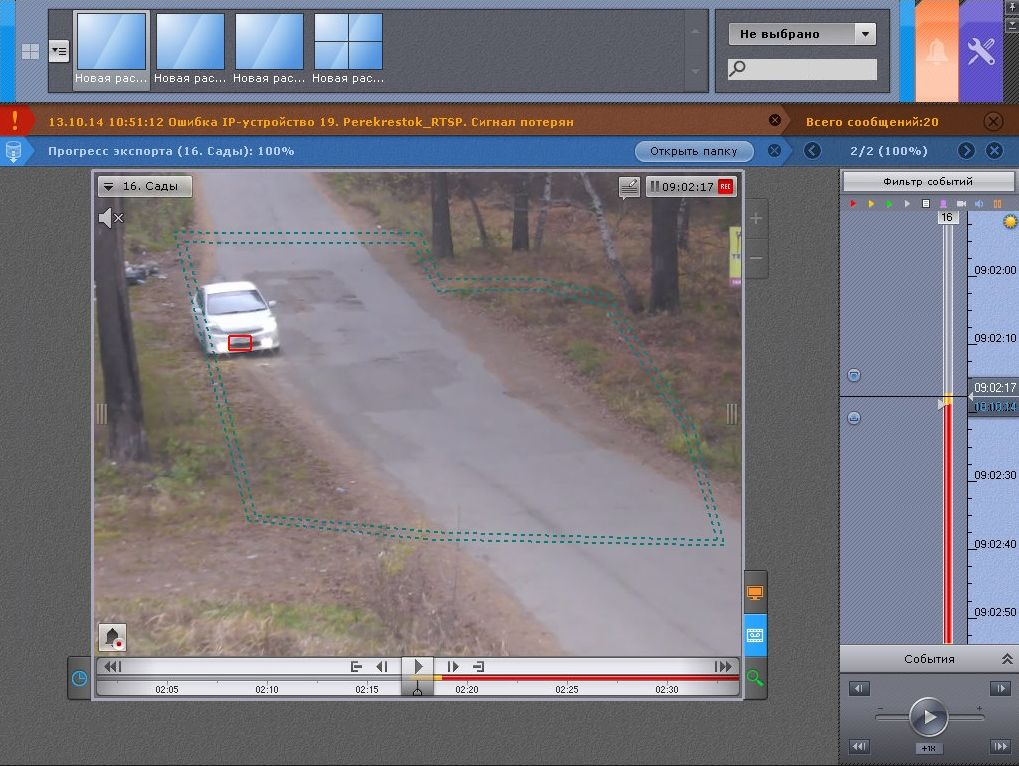 Новая рас... Новая рас... Новая рас... Новая рас...
Не выбрано
13.10.14 10:51:12 Ошибка IP-устройство 19. Perekrestok_RTSP. Сигнал потерян
Всего сообщений:20
Прогресс экспорта (16. Сады): 100%
Открыть папку
2/2 (100%)
16. Сады
09:02:17
REC
Фильтр событий
16
09:02:00
09:02:10
09:02:17
09:02:30
09:02:40
09:02:50
02:05 02:10 02:15 02:20 02:25 02:30
События
- +
+1X